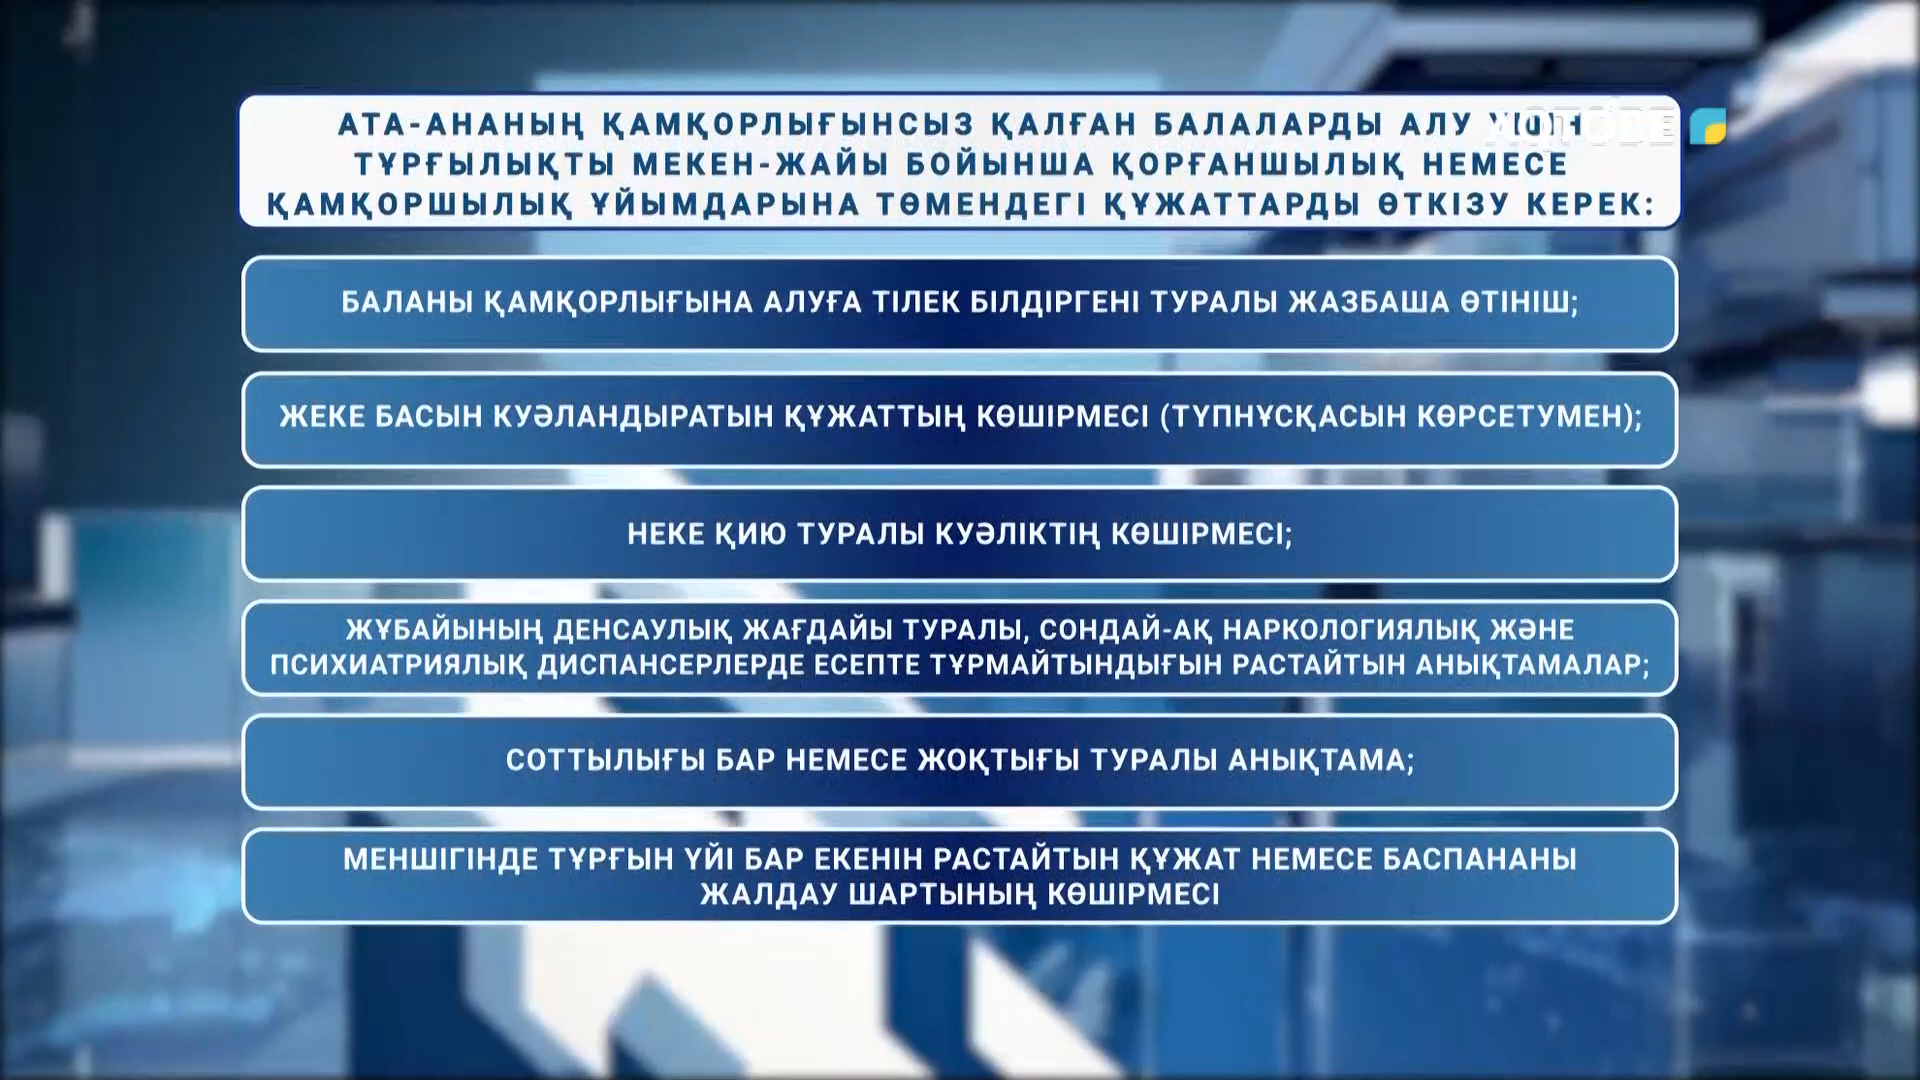 АТА-АНАНЫҢ ҚАМҚОРЛЫҒЫНСЫЗ ҚАЛҒАН БАЛАЛАРДЫ АЛУ
ТҰРҒЫЛЫҚТЫ МЕКЕН-ЖАЙЫ БОЙЫНША ҚОРҒАНШЫЛЫҚ НЕМЕСЕ
ҚАМҚОРШЫЛЫҚ ҰЙЫМДАРЫНА ТӨМЕНДЕГІ ҚҰЖАТТАРДЫ ӨТКІЗУ КЕРЕК:
БАЛАНЫ ҚАМҚОРЛЫҒЫНА АЛУҒА ТІЛЕК БІЛДІРГЕНІ ТУРАЛЫ ЖАЗБАША ӨТІНІШ;
ЖЕКЕ БАСЫН КУӘЛАНДЫРАТЫН ҚҰЖАТТЫҢ КӨШІРМЕСІ (ТҮПНҰСҚАСЫН КӨРСЕТУМЕН);
НЕКЕ ҚИЮ ТУРАЛЫ КУӘЛІКТІҢ КӨШІРМЕСІ;
ЖҰБАЙЫНЫҢ ДЕНСАУЛЫҚ ЖАҒДАЙЫ ТУРАЛЫ, СОНДАЙ-АҚ НАРКОЛОГИЯЛЫҚ ЖӘНЕ
ПСИХИАТРИЯЛЫҚ ДИСПАНСЕРЛЕРДЕ ЕСЕПТЕ ТҰРМАЙТЫНДЫҒЫН РАСТАЙТЫН АНЫҚТАМАЛАР;
СОТТЫЛЫҒЫ БАР НЕМЕСЕ ЖОҚТЫҒЫ ТУРАЛЫ АНЫҚТАМА;
МЕНШІГІНДЕ ТҰРҒЫН ҮЙІ БАР ЕКЕНІН РАСТАЙТЫН ҚҰЖАТ НЕМЕСЕ БАСПАНАНЫ
ЖАЛДАУ ШАРТЫНЫҢ КӨШІРМЕСІ